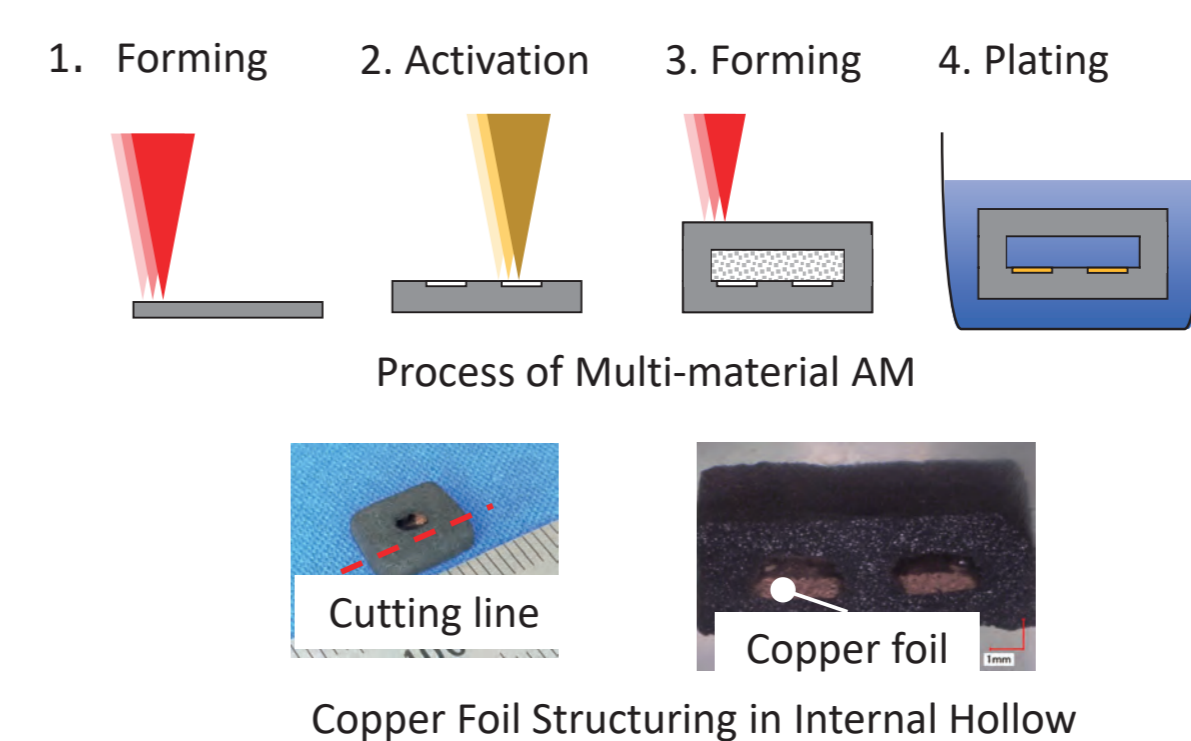 1. Forming
2. Activation
3. Forming
4. Plating
Process of Multi-material AM
Cutting line
Copper foil
1mm
Copper Foil Structuring in Internal Hollow